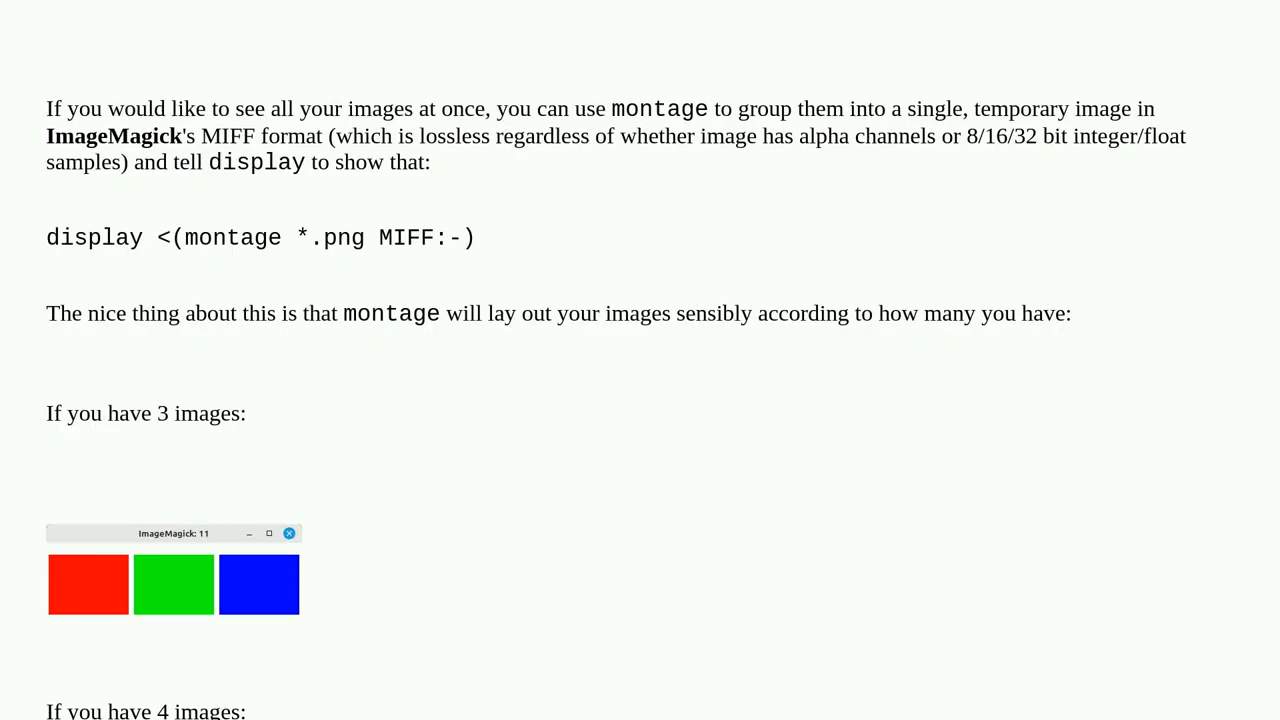 If you would like to see all your images at once, you can use montage to group them into a single, temporary image in
ImageMagick's MIFF format (which is lossless regardless of whether image has alpha channels or 8/16/32 bit integer/float
samples) and tell display to show that:
display <(montage *.png MIFF:-)
The nice thing about this is that montage will lay out your images sensibly according to how many you have:
If you have 3 images:
ImageMagick: 11
If you have 4 images: